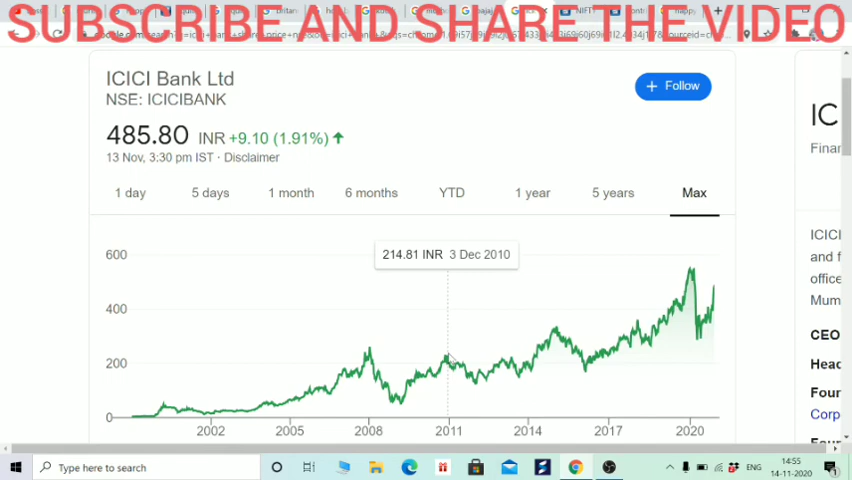 SUBSCRIBE AND SHARE THE VIDEO
ICICI Bank Ltd
NSE: ICICIBANK
+ Follow
485.80 INR +9.10 (1.91%) ↑
13 Nov, 3:30 pm IST · Disclaimer
1 day 5 days 1 month 6 months YTD 1 year 5 years Max
214.81 INR 3 Dec 2010
600
400
200
0
2002 2005 2008 2011 2014 2017 2020
IC
Finan
ICICI
and f
office
Mum
CEO
Head
Foun
Corp
Type here to search
ENG
14:55
14-11-2020